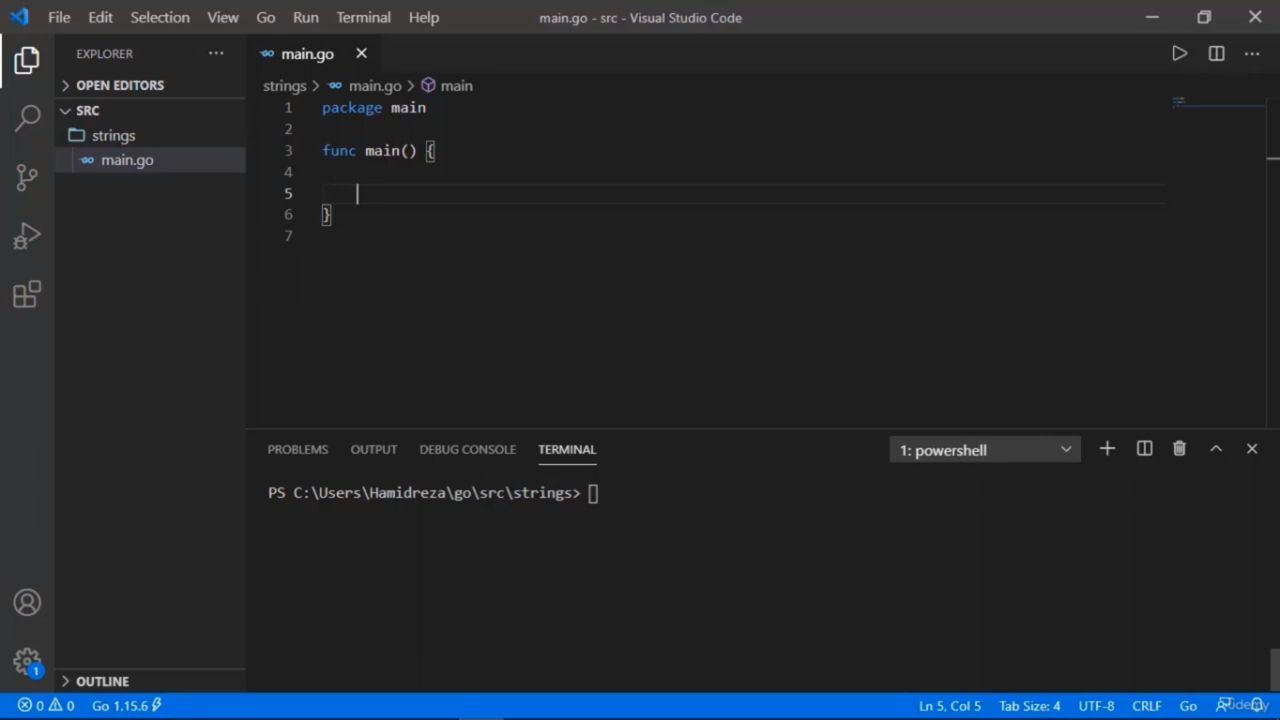 File Edit Selection View Go Run Terminal Help main.go - src - Visual Studio Code
EXPLORER
main.go
OPEN EDITORS
strings > main.go > main
SRC
strings
main.go
1 package main
2
3 func main() {
4
5
6 }
7
PROBLEMS OUTPUT DEBUG CONSOLE TERMINAL 1: powershell
PS C:\Users\Hamidreza\go\src\strings>
1
OUTLINE
0 0 Go 1.15.6 Ln 5, Col 5 Tab Size: 4 UTF-8 CRLF Go